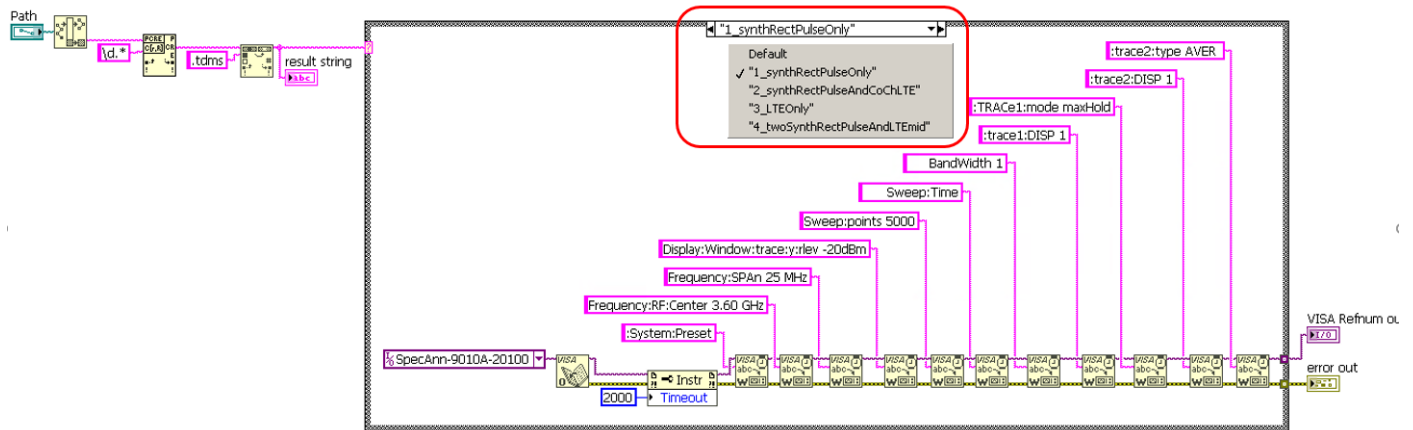 Path
\d.*
.tdms
result string
abc
"1_synthRectPulseOnly"
Default
"1_synthRectPulseOnly"
"2_synthRectPulseAndCoChLTE"
"3_LTEOnly"
"4_twoSynthRectPulseAndLTEmid"
:trace2:type AVER
:trace2:DISP 1
:TRACe1:mode maxHold
:trace1:DISP 1
BandWidth 1
Sweep:Time
Sweep:points 5000
Display:Window:trace:y:rlev -20dBm
Frequency:SPAn 25 MHz
Frequency:RF:Center 3.60 GHz
:System:Preset
SpecAnn-9010A-20100
Instr
2000
Timeout
VISA Refnum ou
I/O
error out